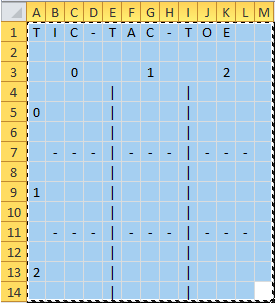 A B C D E F G H I J K L M
1 T I C - T A C - T O E
2
3 0 1 2
4 | |
5 0 | |
6 | |
7 - - - | - - - | - - -
8 | |
9 1 | |
10 | |
11 - - - | - - - | - - -
12 | |
13 2 | |
14 | |